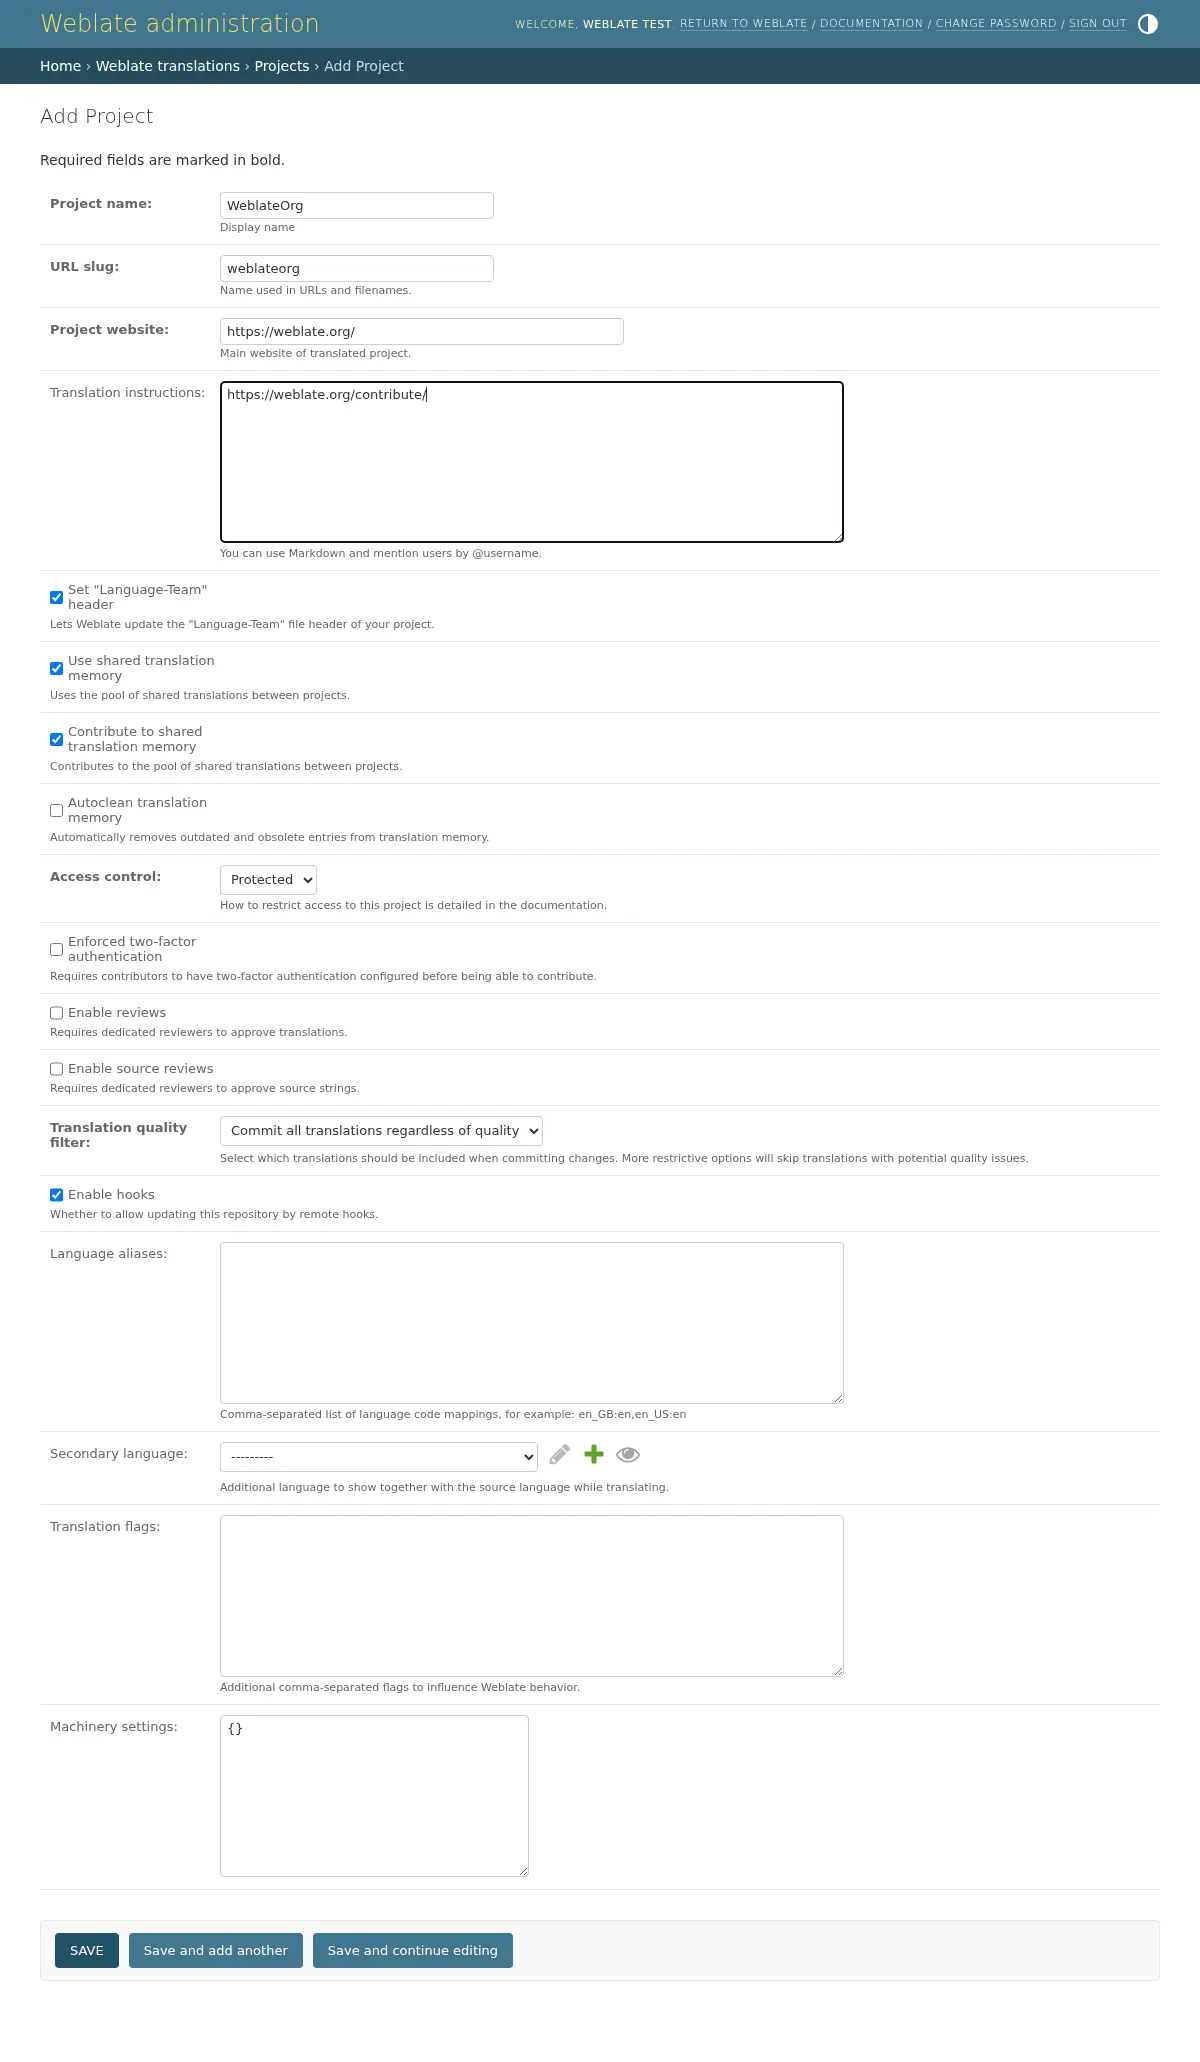 Weblate administration
WELCOME, WEBLATE TEST. RETURN TO WEBLATE / DOCUMENTATION / CHANGE PASSWORD / SIGN OUT
Home › Weblate translations › Projects › Add Project
Add Project
Required fields are marked in bold.
Project name:
WeblateOrg
Display name
URL slug:
weblateorg
Name used in URLs and filenames.
Project website:
https://weblate.org/
Main website of translated project.
Translation instructions:
https://weblate.org/contribute/
You can use Markdown and mention users by @username.
Set "Language-Team"
header
Lets Weblate update the "Language-Team" file header of your project.
Use shared translation
memory
Uses the pool of shared translations between projects.
Contribute to shared
translation memory
Contributes to the pool of shared translations between projects.
Autoclean translation
memory
Automatically removes outdated and obsolete entries from translation memory.
Access control:
Protected
How to restrict access to this project is detailed in the documentation.
Enforced two-factor
authentication
Requires contributors to have two-factor authentication configured before being able to contribute.
Enable reviews
Requires dedicated reviewers to approve translations.
Enable source reviews
Requires dedicated reviewers to approve source strings.
Translation quality
filter:
Commit all translations regardless of quality
Select which translations should be included when committing changes. More restrictive options will skip translations with potential quality issues.
Enable hooks
Whether to allow updating this repository by remote hooks.
Language aliases:
Comma-separated list of language code mappings, for example: en_GB:en,en_US:en
Secondary language:
---------
Additional language to show together with the source language while translating.
Translation flags:
Additional comma-separated flags to influence Weblate behavior.
Machinery settings:
{}
SAVE
Save and add another
Save and continue editing